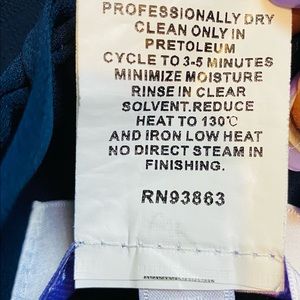 PROFESSIONALLY DRY
CLEAN ONLY IN
PRETOLEUM
CYCLE TO 3-5 MINUTES
MINIMIZE MOISTURE
RINSE IN CLEAR
SOLVENT.REDUCE
HEAT TO 130℃
AND IRON LOW HEAT
NO DIRECT STEAM IN
FINISHING.
RN93863